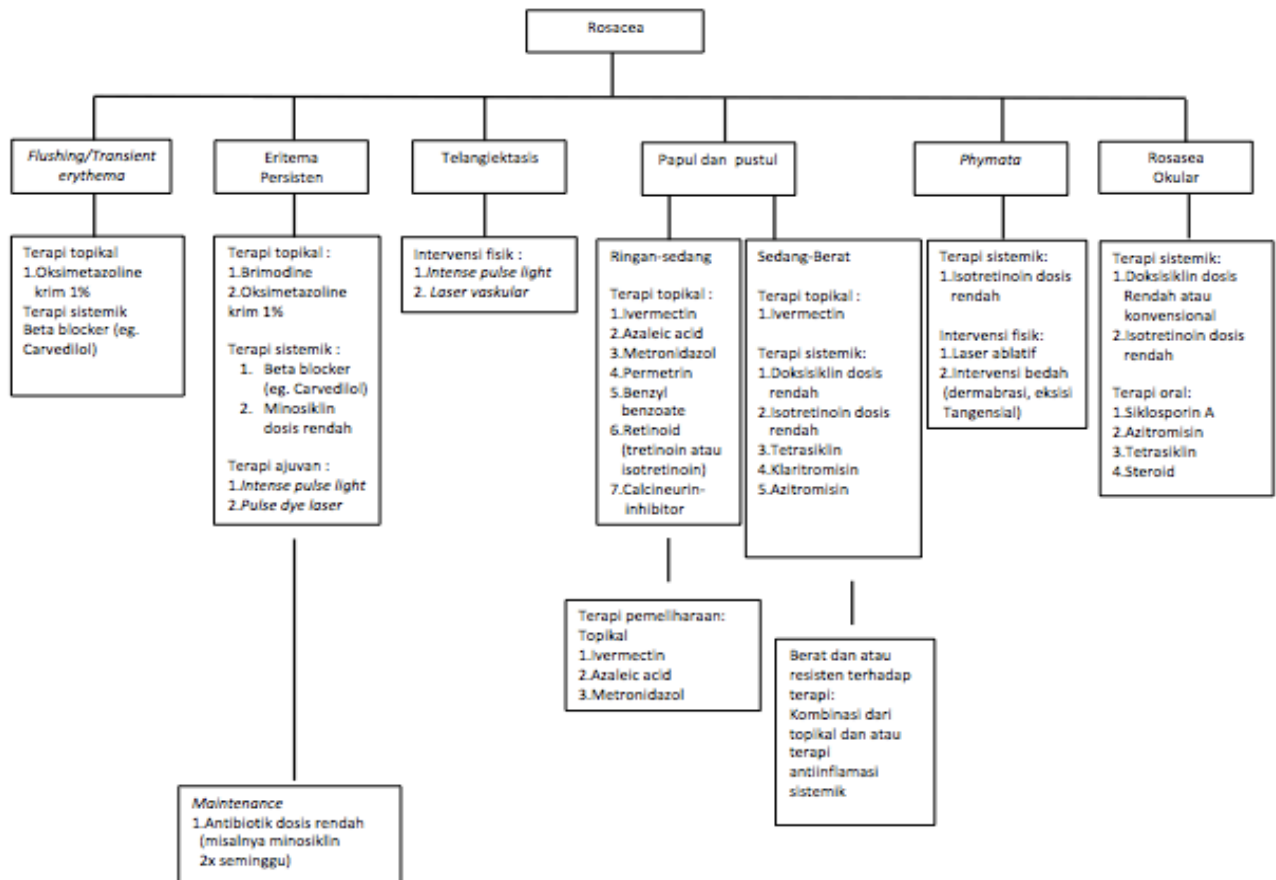 Rosacea
Flushing/Transient
erythema
Eritema
Persisten
Telangiektasis
Papul dan pustul
Phymata
Rosasea
Okular
Terapi topikal
1.Oksimetazoline
krim 1%
Terapi sistemik
Beta blocker (eg.
Carvedilol)
Terapi topikal :
1.Brimodine
2.Oksimetazoline
krim 1%
Terapi sistemik :
1. Beta blocker
(eg. Carvedilol)
2. Minosiklin
dosis rendah
Terapi ajuvan :
1.Intense pulse light
2.Pulse dye laser
Intervensi fisik :
1.Intense pulse light
2. Laser vaskular
Ringan-sedang
Terapi topikal :
1.Ivermectin
2.Azaleic acid
3.Metronidazol
4.Permetrin
5.Benzyl
benzoate
6.Retinoid
(tretinoin atau
isotretinoin)
7.Calcineurin-
inhibitor
Sedang-Berat
Terapi topikal :
1.Ivermectin
Terapi sistemik:
1.Doksisiklin dosis
rendah
2.Isotretinoin dosis
rendah
3.Tetrasiklin
4.Klaritromisin
5.Azitromisin
Terapi sistemik:
1.Isotretinoin dosis
rendah
Intervensi fisik:
1.Laser ablatif
2.Intervensi bedah
(dermabrasi, eksisi
Tangensial)
Terapi sistemik:
1.Doksisiklin dosis
Rendah atau
konvensional
2.Isotretinoin dosis
rendah
Terapi oral:
1.Siklosporin A
2.Azitromisin
3.Tetrasiklin
4.Steroid
Terapi pemeliharaan:
Topikal
1.Ivermectin
2.Azaleic acid
3.Metronidazol
Berat dan atau
resisten terhadap
terapi:
Kombinasi dari
topikal dan atau
terapi
antiinflamasi
sistemik
Maintenance
1.Antibiotik dosis rendah
(misalnya minosiklin
2x seminggu)